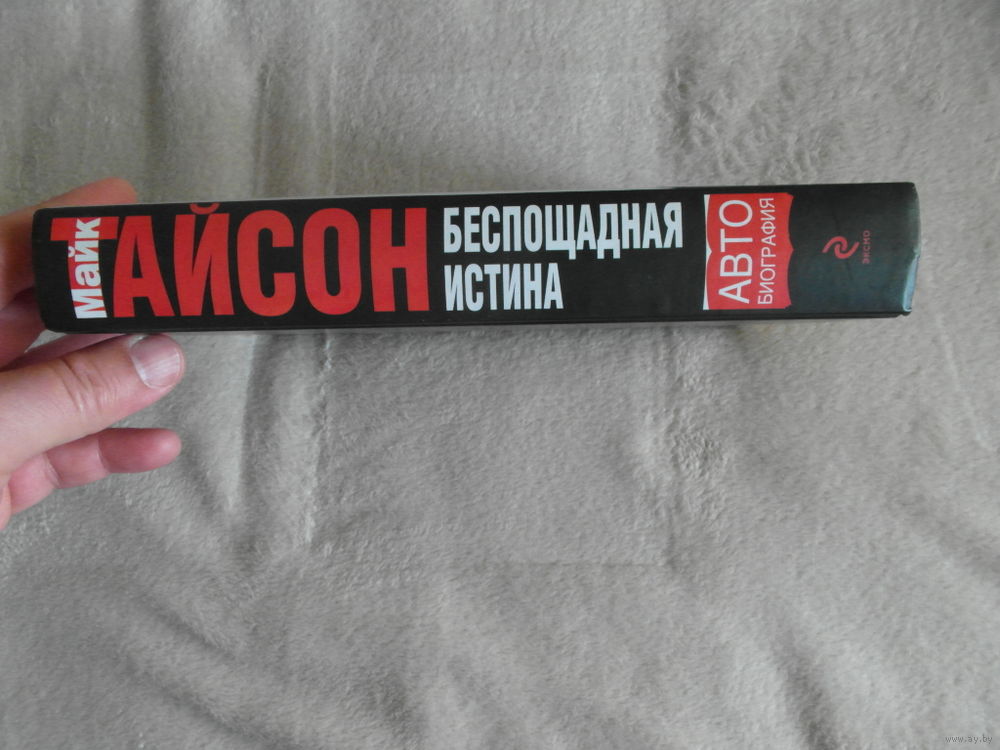 Майк
ТАЙСОН
БЕСПОЩАДНАЯ
ИСТИНА
АВТО
БИОГРАФИЯ
ЭКСМО
www.ay.by